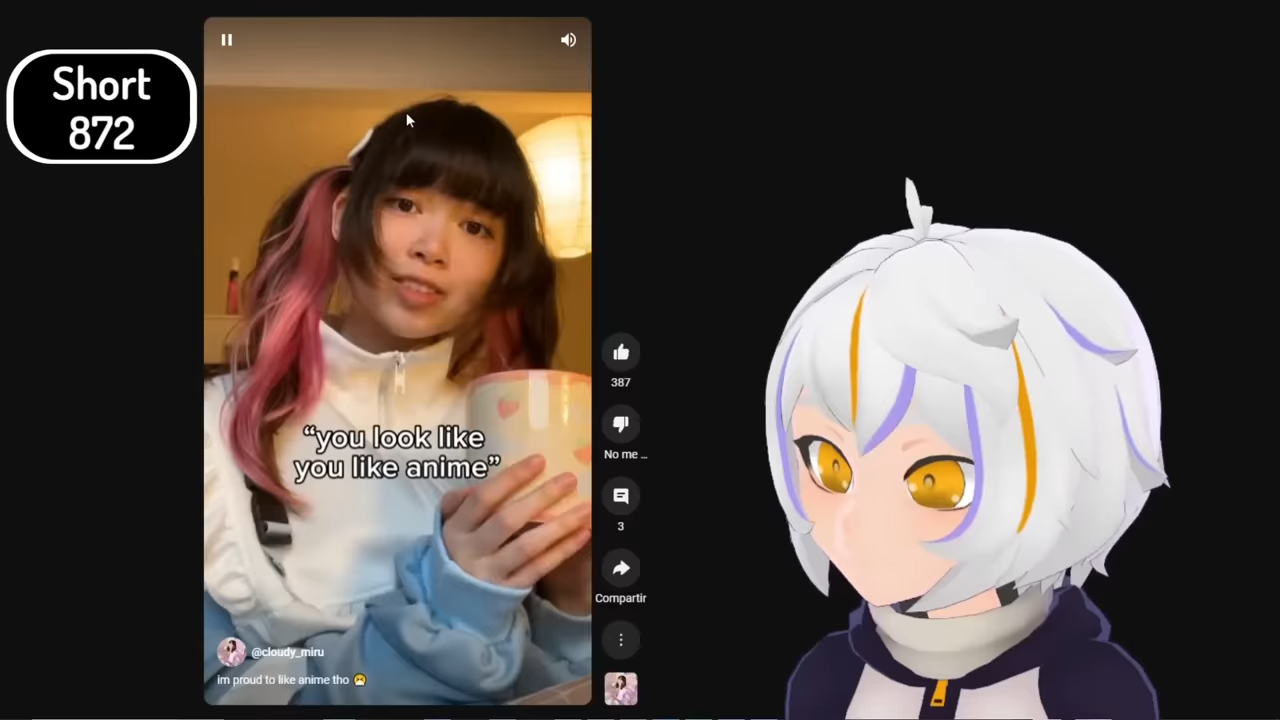 Short
872
“you look like
you like anime”
387
No me ...
3
Compartir
@cloudy_miru
im proud to like anime tho